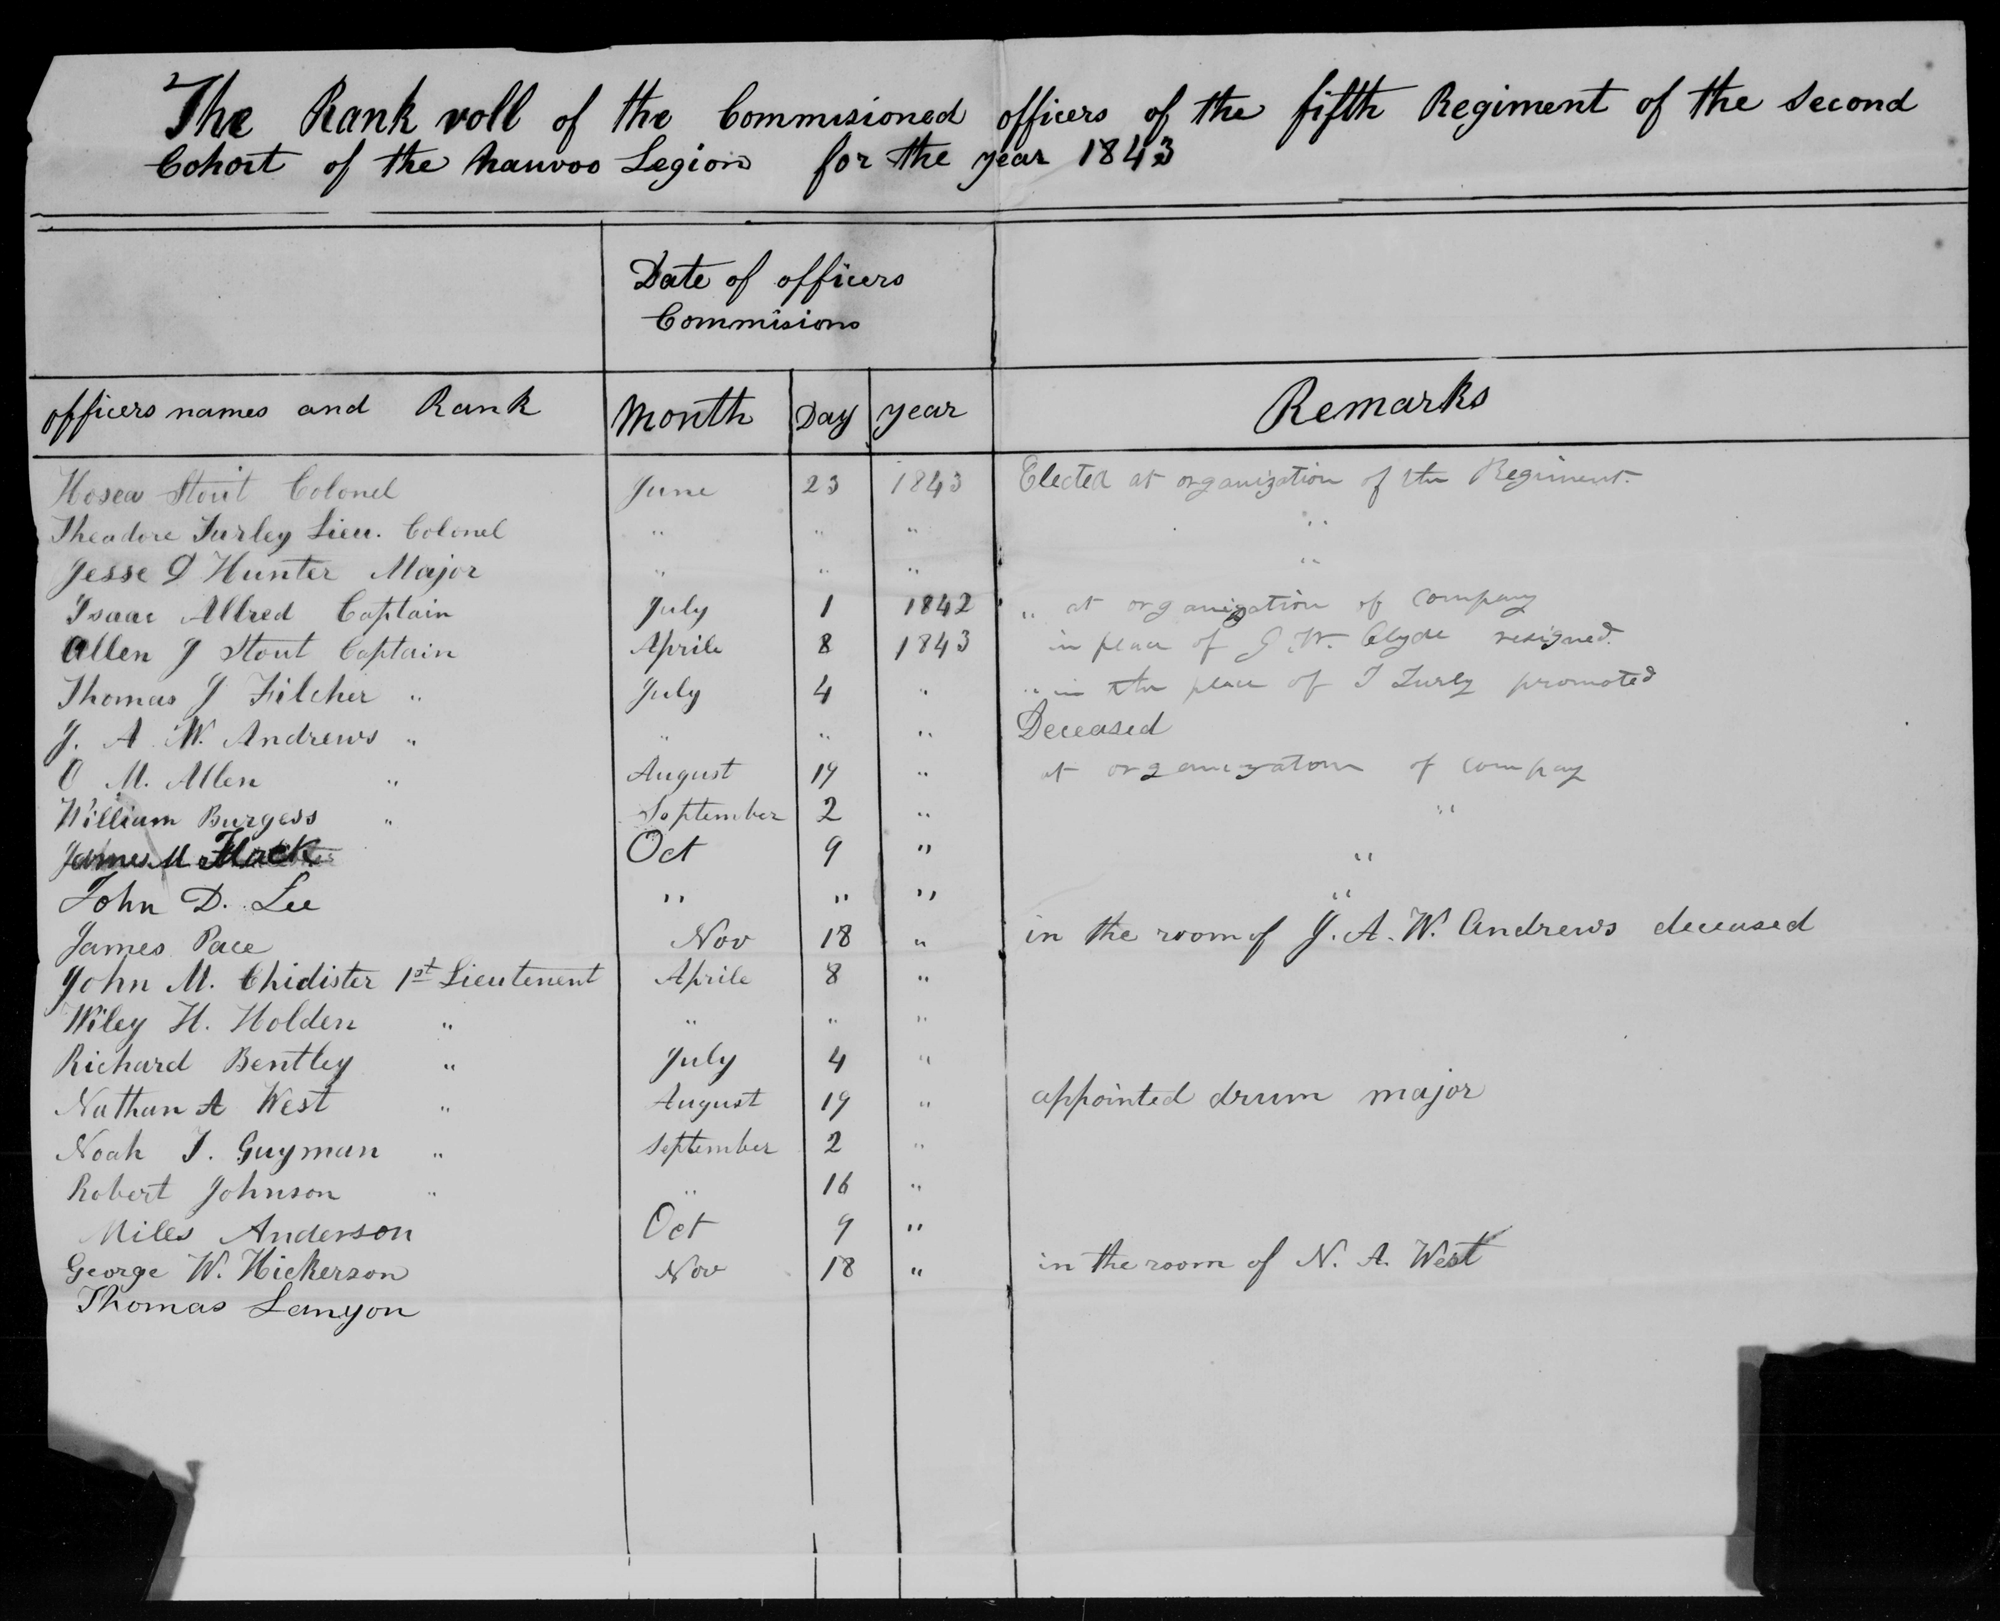 The Rank roll of the Commisioned officers of the fifth Regiment of the second
Cohort of the Nauvoo Legion for the year 1843
Date of officers
Commisions
officers names and Rank Month Day year Remarks
Hosea Stout Colonel June 23 1843 Elected at organization of the Regiment.
Theodore Turley Lieu. Colonel " " " "
Jesse D Hunter Major " " " "
Isaac Allred Captain July 1 1842 " at organization of company
Allen J Stout Captain Aprile 8 1843 in place of G. W. Clyde resigned.
Thomas J Filcher " July 4 " " in the place of T Turly promoted
J. A. W. Andrews " " " " Deceased
O M. Allen " August 19 " at organization of compay
William Burgess " September 2 " "
James M Flack Oct 9 " "
John D. Lee " " " "
James Pace Nov 18 " in the room of J. A. W. Andrews deceased
John M. Chidister 1st Lieutenent Aprile 8 "
Wiley H. Holden " " " "
Richard Bentley " July 4 "
Nathan A West " August 19 " appointed drum major
Noah T. Guyman " September 2 "
Robert Johnson " " 16 "
Miles Anderson Oct 9 "
George W. Hickerson Nov 18 " in the room of N. A. West
Thomas Lanyon